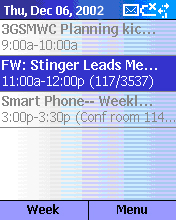 Thu, Dec 06, 2002
3GSMWC Planning kic...
9:00a-10:00a
FW: Stinger Leads Me...
11:00a-12:00p (117/3537)
Smart Phone-- Weekl...
3:00p-3:30p (Conf room 114...
Week Menu